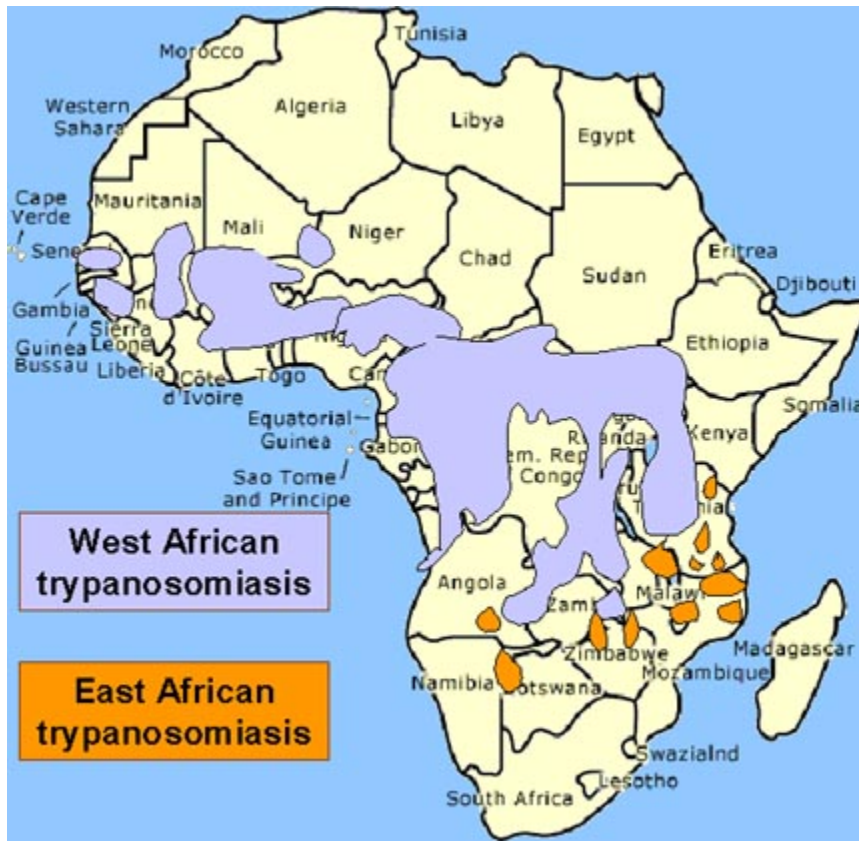 Tunisia
Morocco
Algeria
Libya
Egypt
Western
Sahara
Mauritania
Mali
Niger
Chad
Sudan
Eritrea
Djibouti
Cape
Verde
Gambia
Guinea
Bussau
Sierra
Leone
Liberia
Côte
d'Ivoire
Togo
Ethiopia
Somalia
Equatorial
Guinea
Kenya
Sao Tome
and Principe
West African
trypanosomiasis
Angola
Malawi
Zimbabwe
Mozambique
Madagascar
Namibia
East African
trypanosomiasis
Swazialnd
Lesotho
South Africa